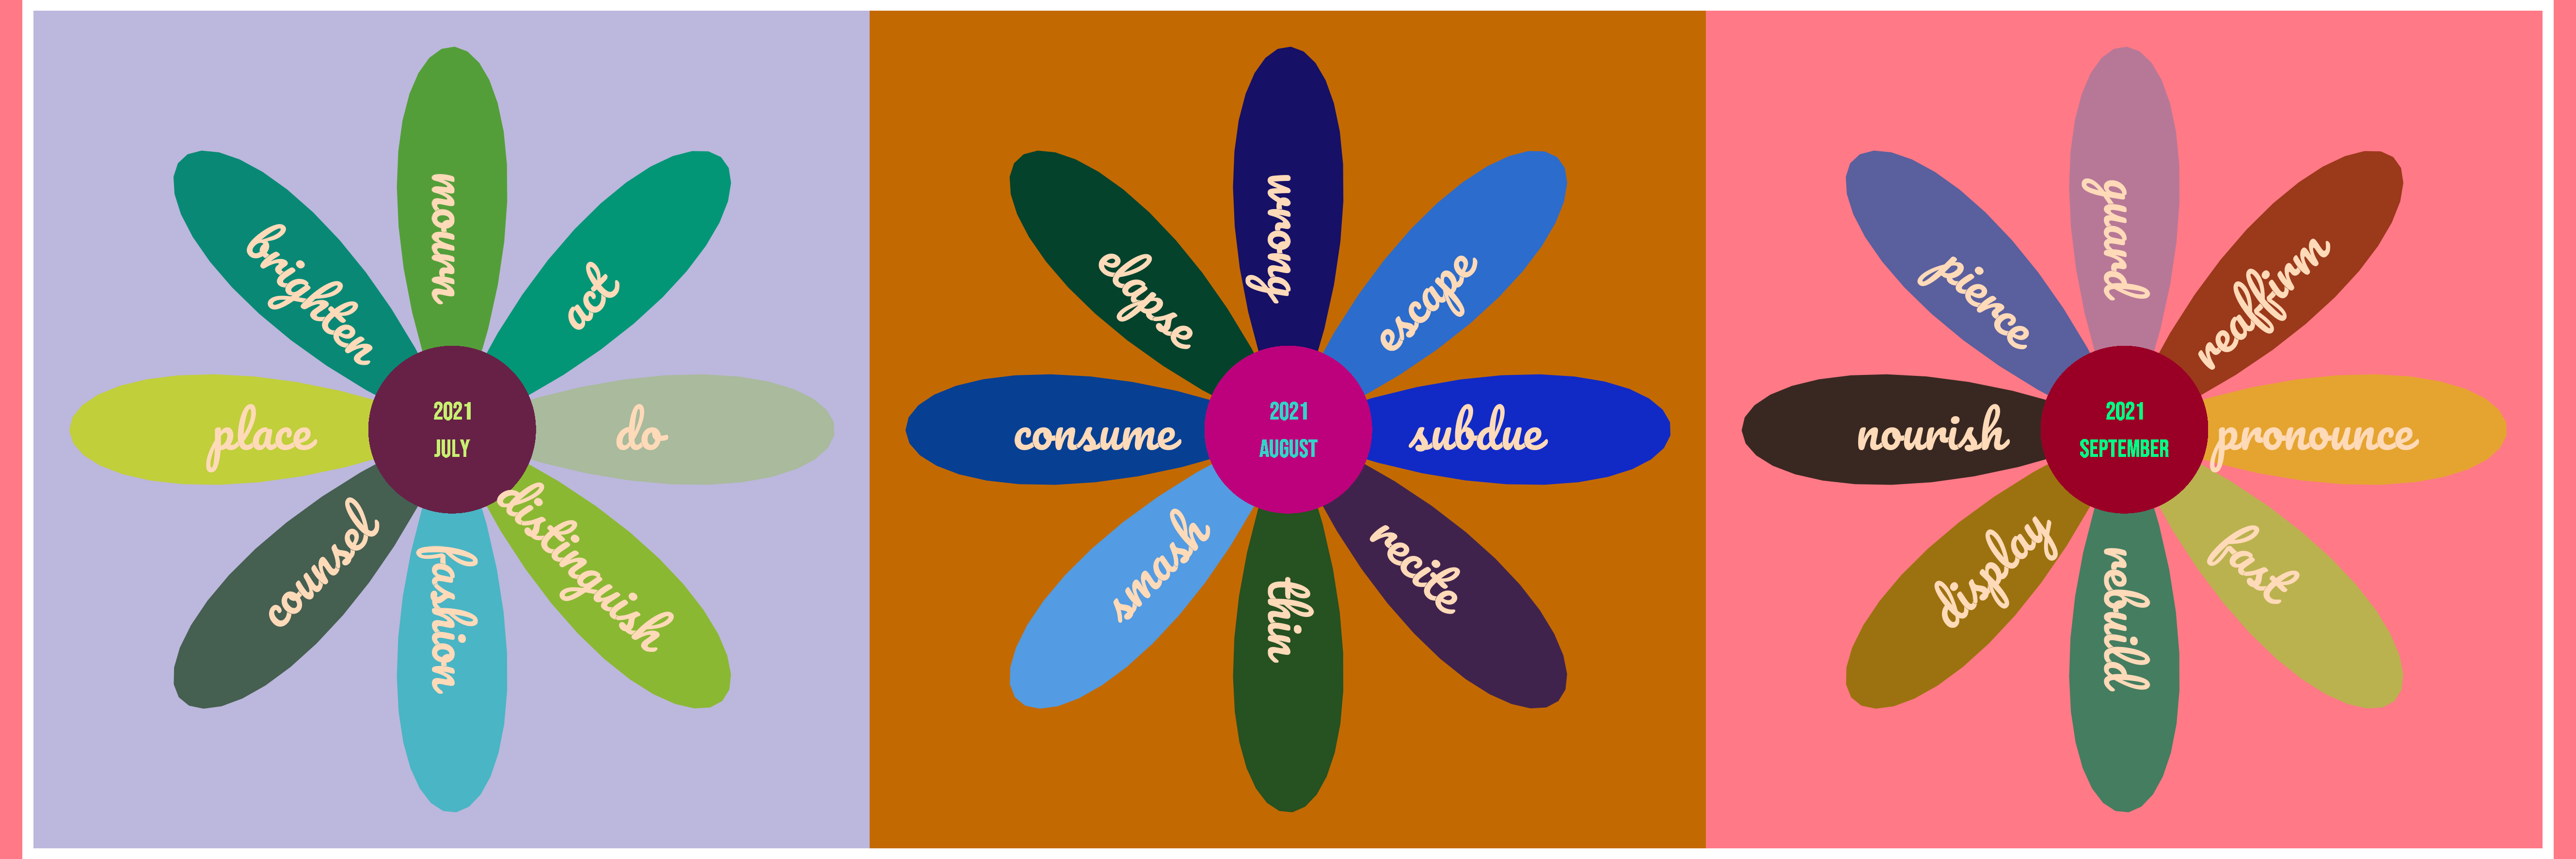 mourn
act
do
distinguish
fashion
counsel
place
brighten
2021
JULY
wrong
escape
subdue
recite
thin
smash
consume
elapse
2021
AUGUST
guard
reaffirm
pronounce
fast
rebuild
display
nourish
pierce
2021
SEPTEMBER